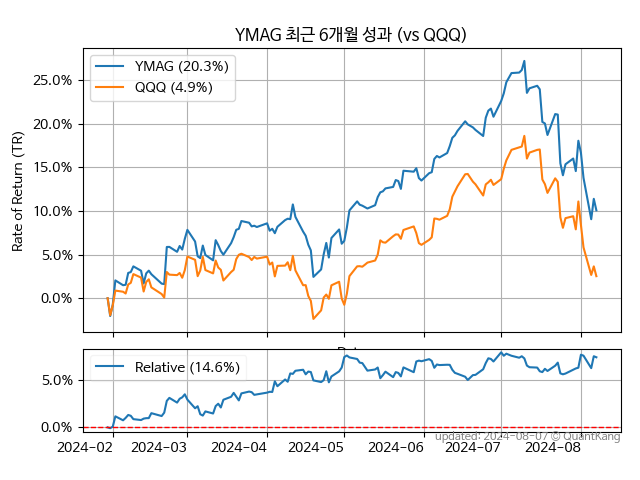 YMAG 최근 6개월 성과 (vs QQQ)
YMAG (20.3%)
QQQ (4.9%)
Rate of Return (TR)
25.0%
20.0%
15.0%
10.0%
5.0%
0.0%
Relative (14.6%)
5.0%
0.0%
2024-02 2024-03 2024-04 2024-05 2024-06 2024-07 2024-08
updated: 2024-08-07 © QuantKang